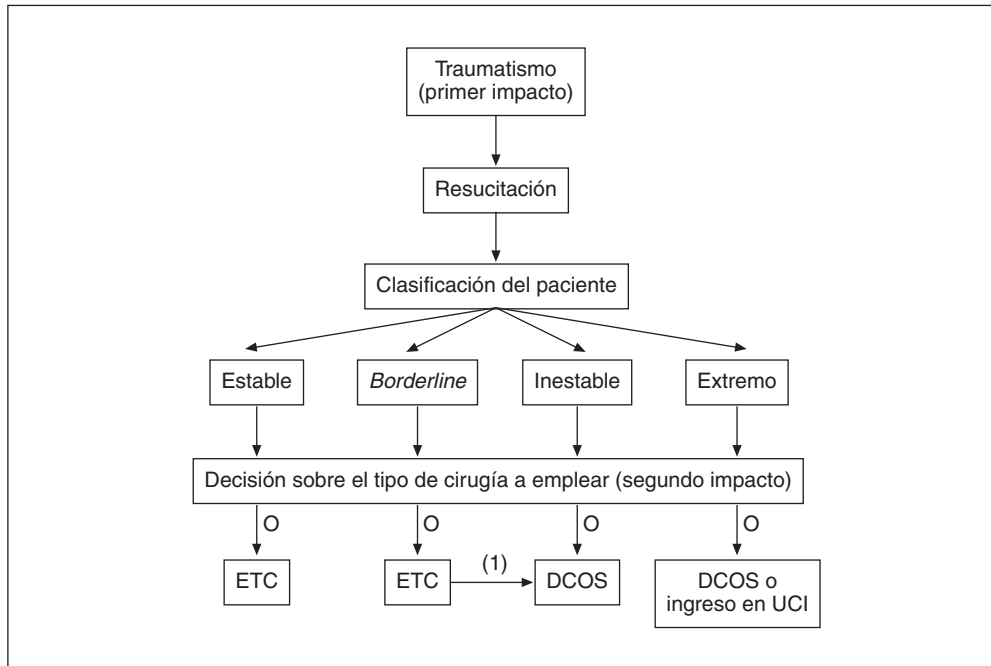 Traumatismo
(primer impacto)
Resucitación
Clasificación del paciente
Estable
Borderline
Inestable
Extremo
Decisión sobre el tipo de cirugía a emplear (segundo impacto)
O
O
O
O
ETC
ETC
(1)
DCOS
DCOS o
ingreso en UCI